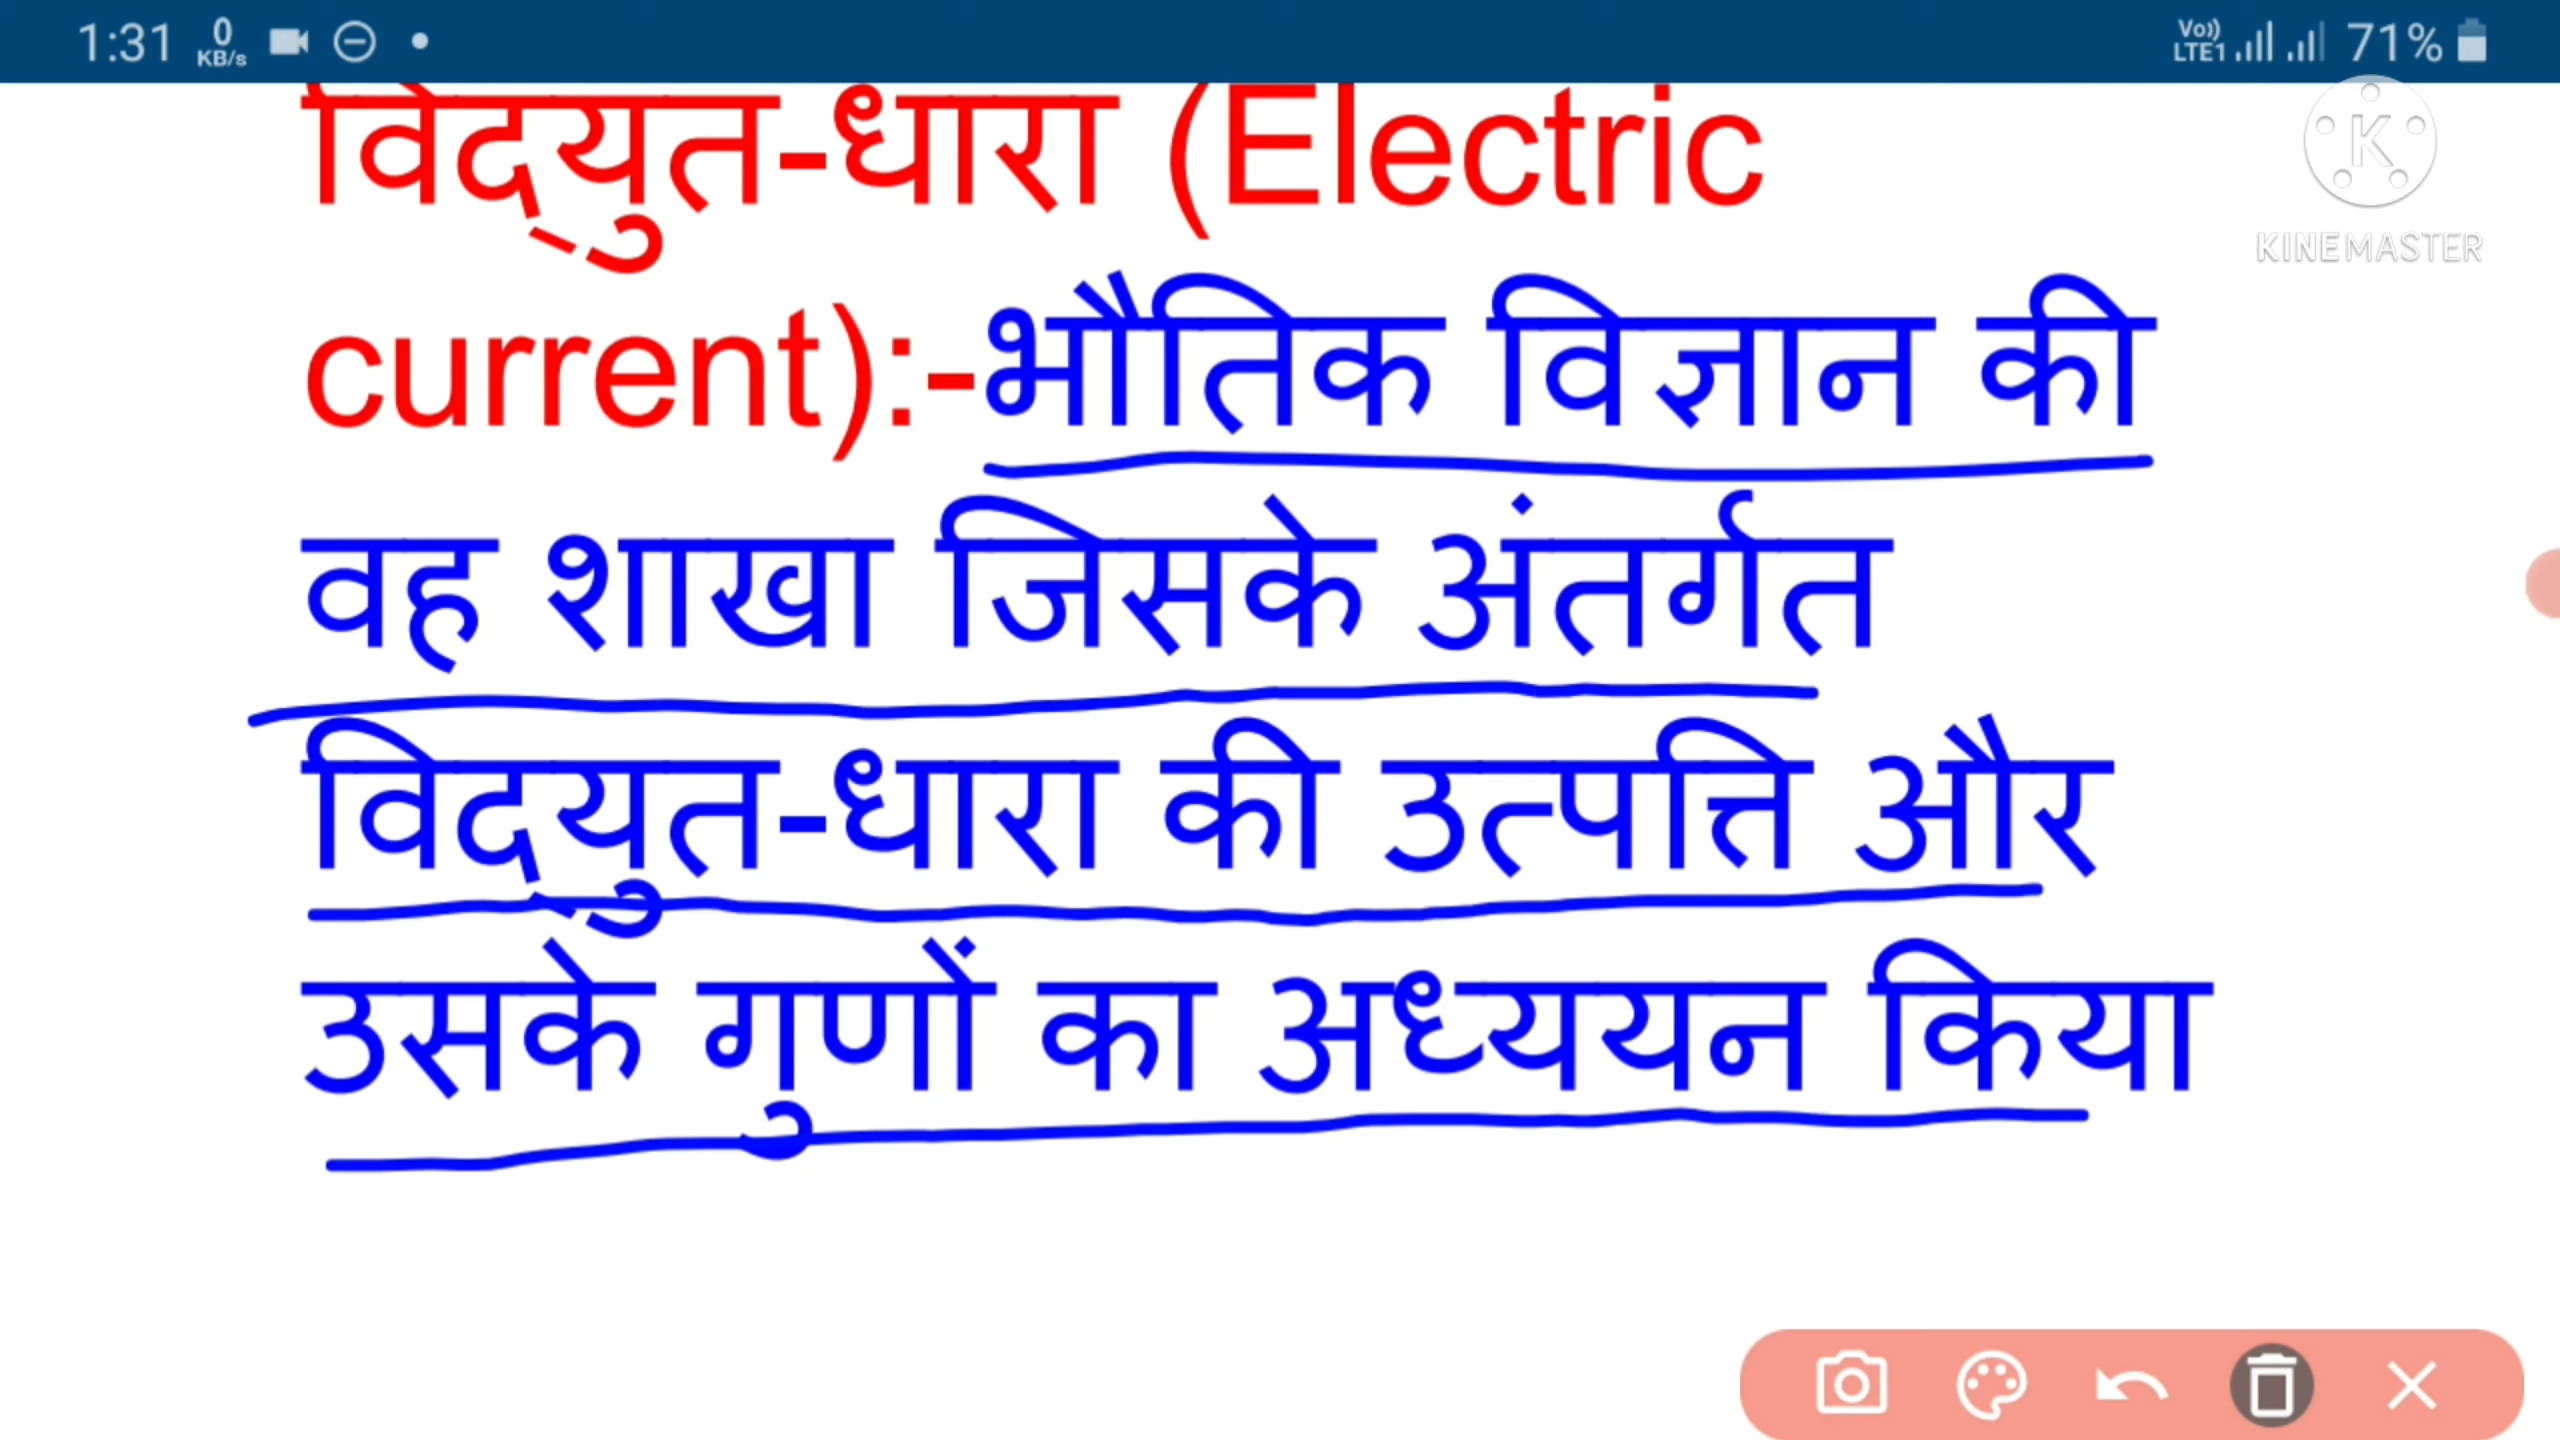 1:31 0 KB/s Vo)) LTE1 71%
विद्युत-धारा (Electric
KINEMASTER
current):-भौतिक विज्ञान की
वह शाखा जिसके अंतर्गत
विद्युत-धारा की उत्पत्ति और
उसके गुणों का अध्ययन किया